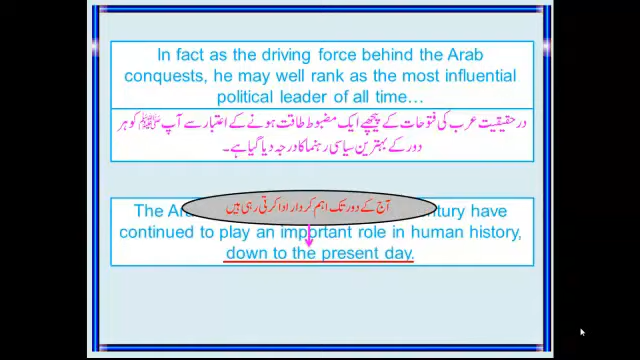 In fact as the driving force behind the Arab
conquests, he may well rank as the most influential
political leader of all time…
در حقیقیت عرب کی فتوحات کے پیچھے ایک مضبوط طاقت ہونے کے اعتبار سے آپ ﷺ کو ہر
دور کے بہترین سیاسی رہنما کا درجہ دیا گیا ہے۔
آج کے دور تک اہم کردار ادا کرتی رہی ہیں
The have
continued to play an important role in human history,
down to the present day.